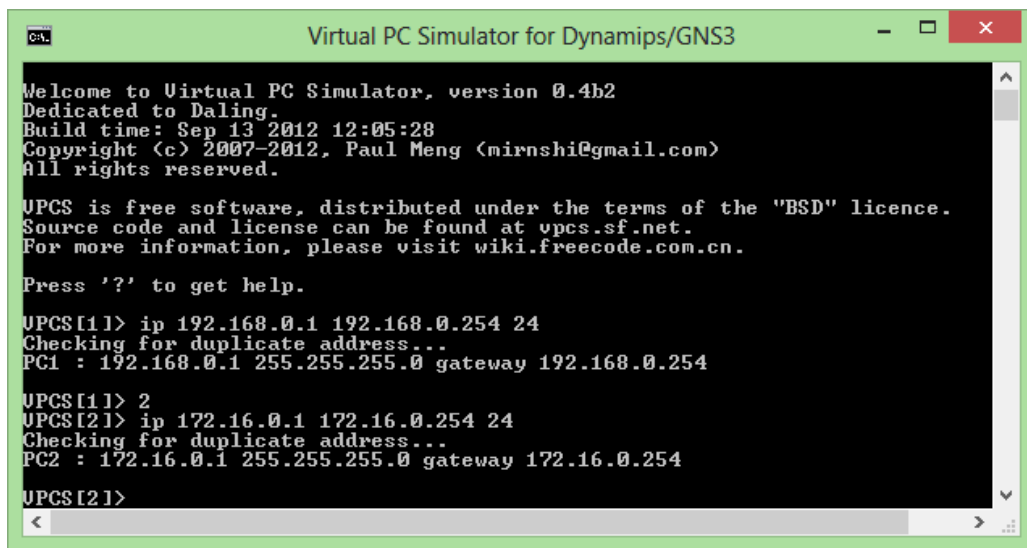 C:\.
Virtual PC Simulator for Dynamips/GNS3
Welcome to Virtual PC Simulator, version 0.4b2
Dedicated to Daling.
Build time: Sep 13 2012 12:05:28
Copyright (c) 2007-2012, Paul Meng (mirnshi@gmail.com)
All rights reserved.
VPCS is free software, distributed under the terms of the "BSD" licence.
Source code and license can be found at vpcs.sf.net.
For more information, please visit wiki.freecode.com.cn.
Press '?' to get help.
VPCS[1]> ip 192.168.0.1 192.168.0.254 24
Checking for duplicate address...
PC1 : 192.168.0.1 255.255.255.0 gateway 192.168.0.254
VPCS[1]> 2
VPCS[2]> ip 172.16.0.1 172.16.0.254 24
Checking for duplicate address...
PC2 : 172.16.0.1 255.255.255.0 gateway 172.16.0.254
VPCS[2]>